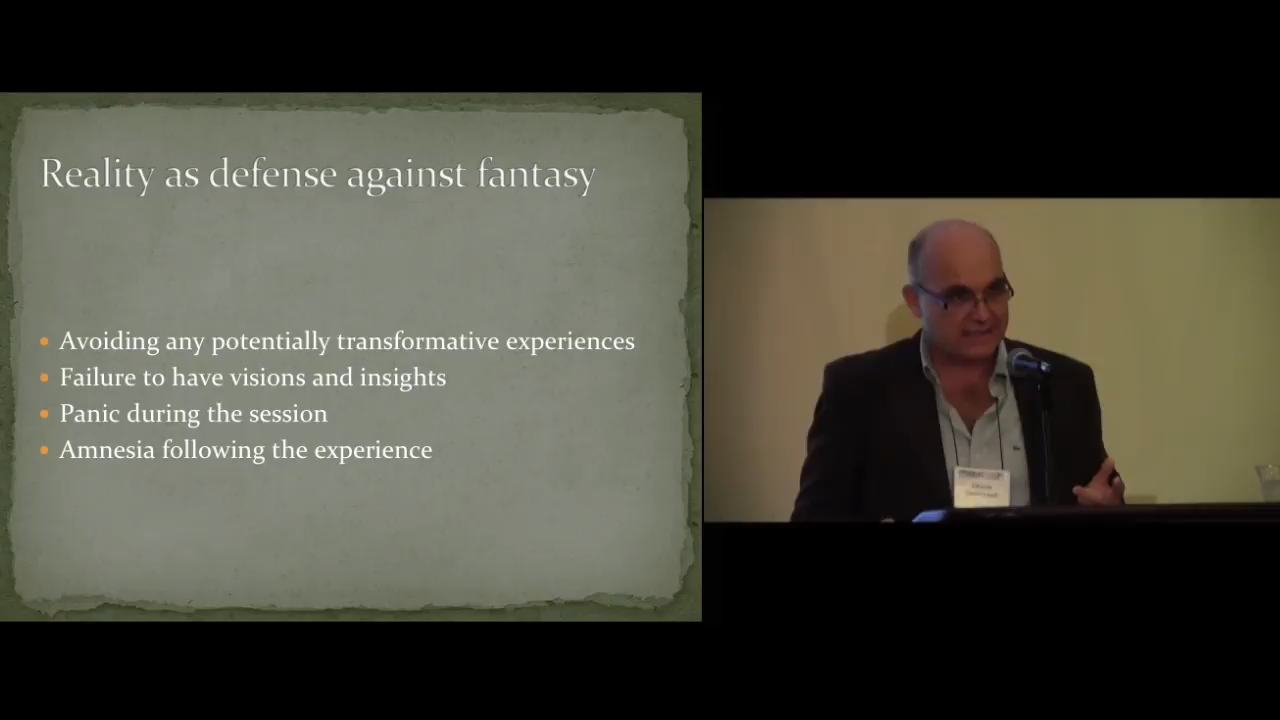 Reality as defense against fantasy
Avoiding any potentially transformative experiences
Failure to have visions and insights
Panic during the session
Amnesia following the experience